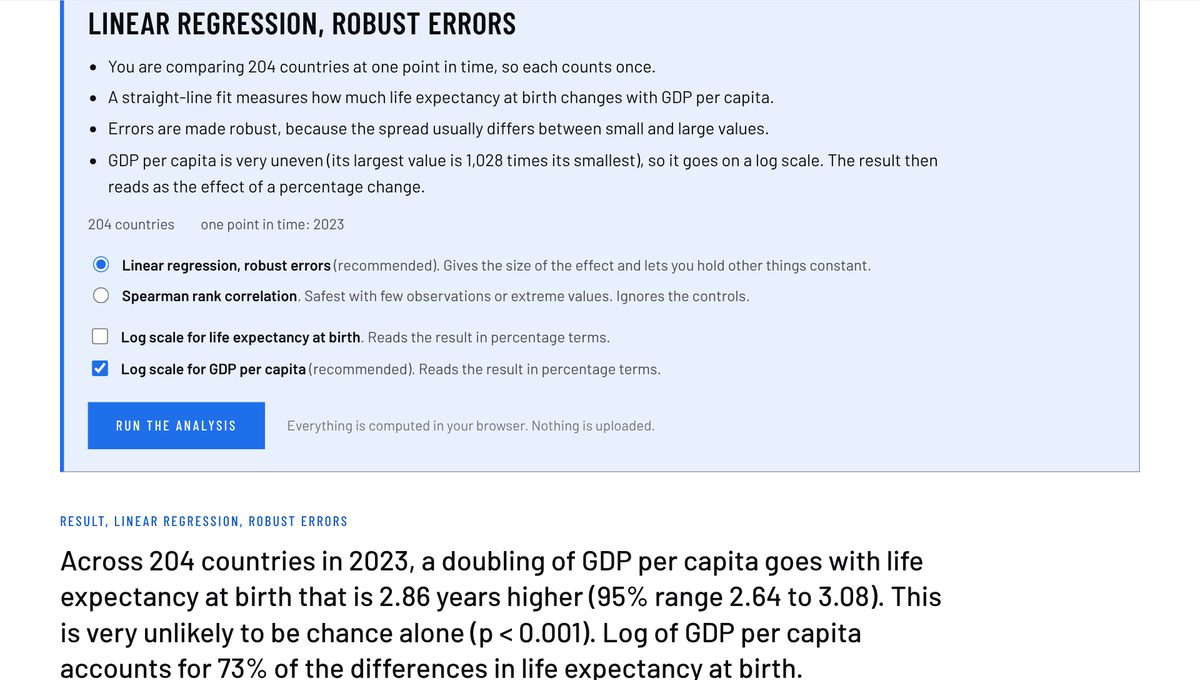 LINEAR REGRESSION, ROBUST ERRORS
• You are comparing 204 countries at one point in time, so each counts once.
• A straight-line fit measures how much life expectancy at birth changes with GDP per capita.
• Errors are made robust, because the spread usually differs between small and large values.
• GDP per capita is very uneven (its largest value is 1,028 times its smallest), so it goes on a log scale. The result then
reads as the effect of a percentage change.
204 countries one point in time: 2023
Linear regression, robust errors (recommended). Gives the size of the effect and lets you hold other things constant.
Spearman rank correlation. Safest with few observations or extreme values. Ignores the controls.
Log scale for life expectancy at birth. Reads the result in percentage terms.
Log scale for GDP per capita (recommended). Reads the result in percentage terms.
RUN THE ANALYSIS Everything is computed in your browser. Nothing is uploaded.
RESULT, LINEAR REGRESSION, ROBUST ERRORS
Across 204 countries in 2023, a doubling of GDP per capita goes with life
expectancy at birth that is 2.86 years higher (95% range 2.64 to 3.08). This
is very unlikely to be chance alone (p < 0.001). Log of GDP per capita
accounts for 73% of the differences in life expectancy at birth.